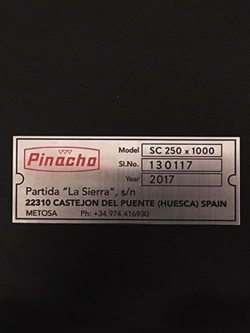 Pinacho
Model SC 250 x 1000
Sl.No. 130117
Year 2017
Partida "La Sierra", s/n
22310 CASTEJON DEL PUENTE (HUESCA) SPAIN
METOSA Ph: +34.974.416930